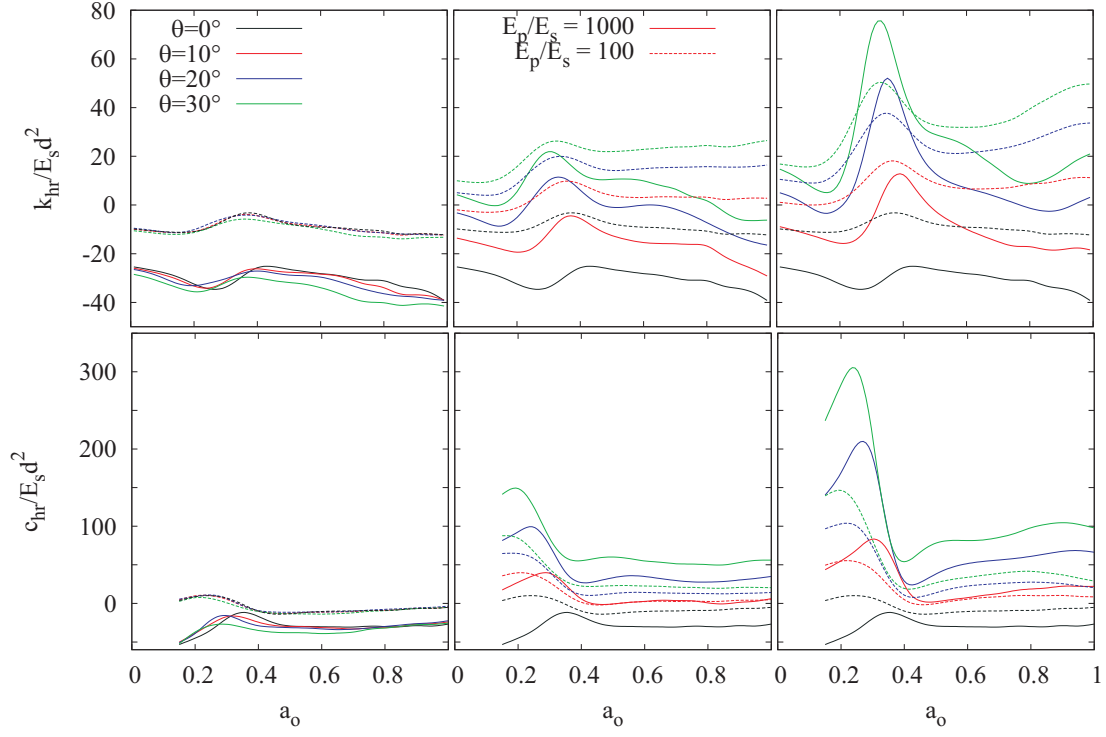 80
60
40
20
0
-20
-40
k_hr/E_s d^2
θ=0°
θ=10°
θ=20°
θ=30°
E_p/E_s = 1000
E_p/E_s = 100
300
200
100
0
c_hr/E_s d^2
0 0.2 0.4 0.6 0.8 0 0.2 0.4 0.6 0.8 0 0.2 0.4 0.6 0.8 1
a_o a_o a_o